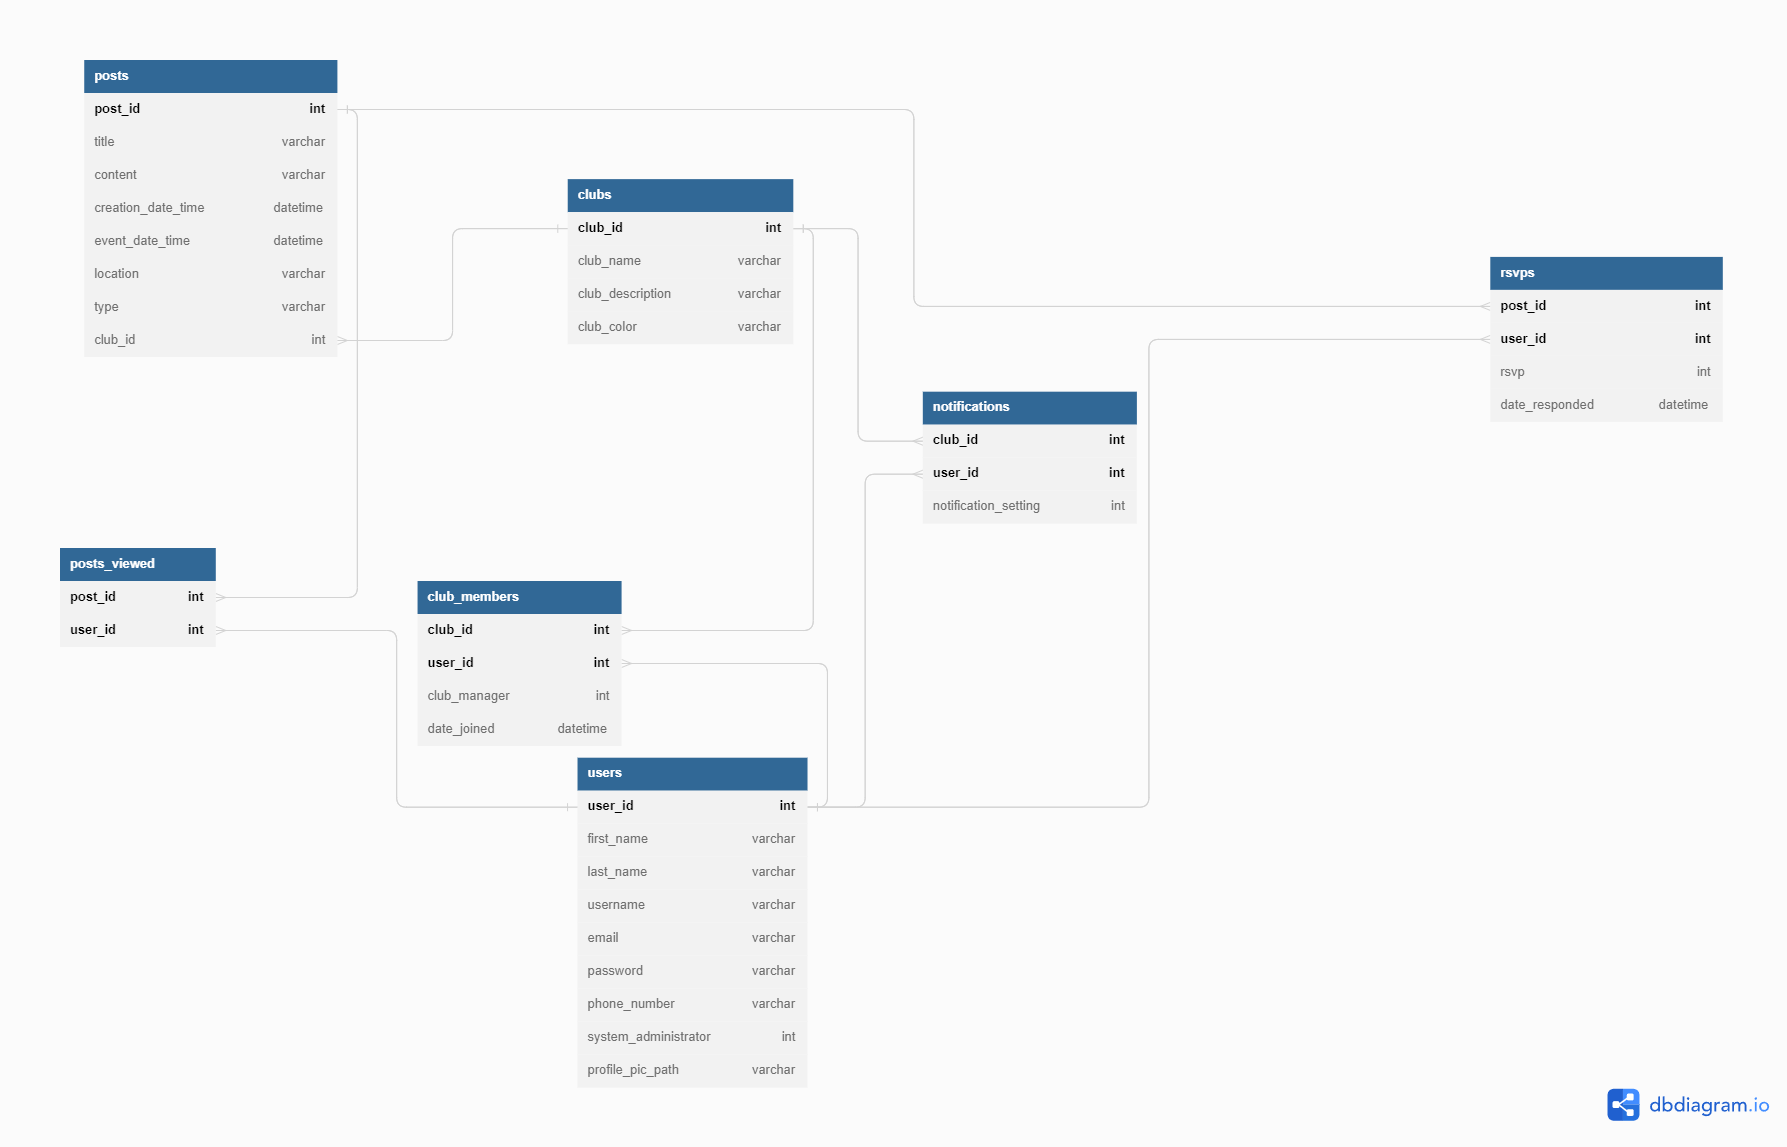 posts
post_id int
title varchar
content varchar
creation_date_time datetime
event_date_time datetime
location varchar
type varchar
club_id int
clubs
club_id int
club_name varchar
club_description varchar
club_color varchar
rsvps
post_id int
user_id int
rsvp int
date_responded datetime
notifications
club_id int
user_id int
notification_setting int
posts_viewed
post_id int
user_id int
club_members
club_id int
user_id int
club_manager int
date_joined datetime
users
user_id int
first_name varchar
last_name varchar
username varchar
email varchar
password varchar
phone_number varchar
system_administrator int
profile_pic_path varchar
dbdiagram.io